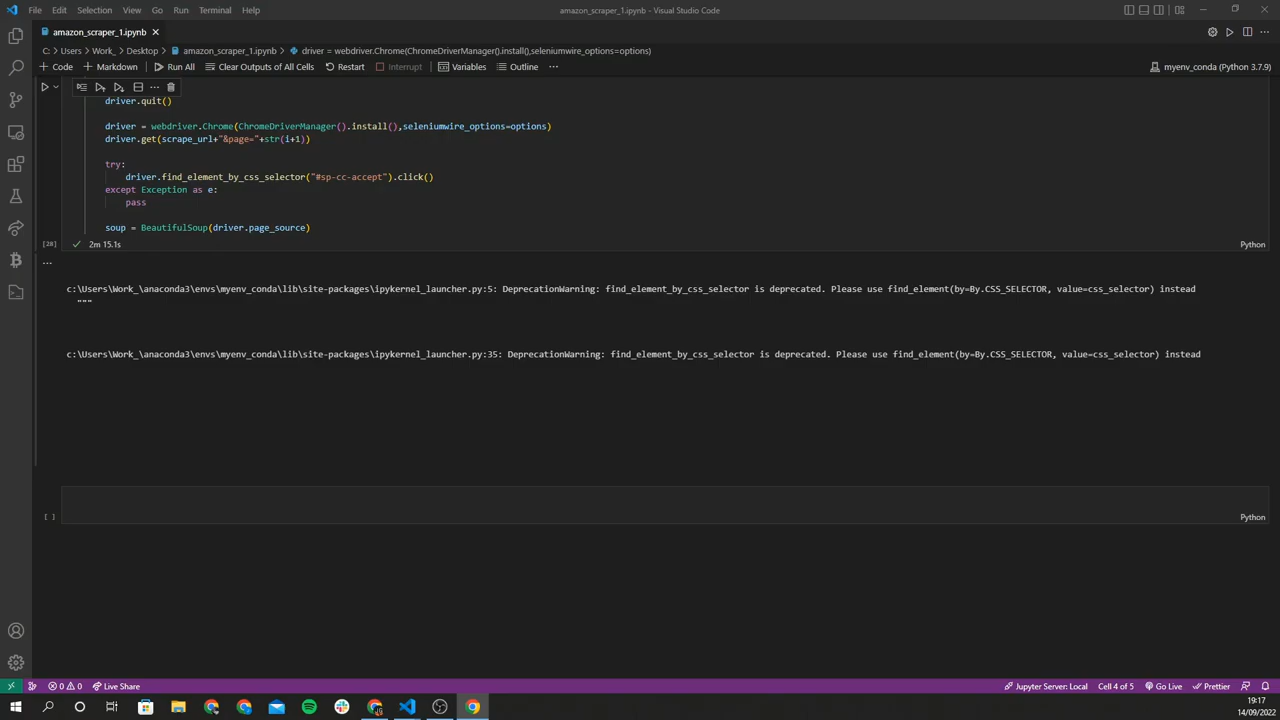 File Edit Selection View Go Run Terminal Help
amazon_scraper_1.ipynb - Visual Studio Code
amazon_scraper_1.ipynb
C: > Users > Work_ > Desktop > amazon_scraper_1.ipynb > driver = webdriver.Chrome(ChromeDriverManager().install(),seleniumwire_options=options)
+ Code + Markdown Run All Clear Outputs of All Cells Restart Interrupt Variables Outline ... myenv_conda (Python 3.7.9)
driver.quit()
driver = webdriver.Chrome(ChromeDriverManager().install(),seleniumwire_options=options)
driver.get(scrape_url+"&page="+str(i+1))
try:
driver.find_element_by_css_selector("#sp-cc-accept").click()
except Exception as e:
pass
soup = BeautifulSoup(driver.page_source)
[28] 2m 15.1s Python
...
c:\Users\Work_\anaconda3\envs\myenv_conda\lib\site-packages\ipykernel_launcher.py:5: DeprecationWarning: find_element_by_css_selector is deprecated. Please use find_element(by=By.CSS_SELECTOR, value=css_selector) instead
"""
c:\Users\Work_\anaconda3\envs\myenv_conda\lib\site-packages\ipykernel_launcher.py:35: DeprecationWarning: find_element_by_css_selector is deprecated. Please use find_element(by=By.CSS_SELECTOR, value=css_selector) instead
[ ] Python
0 0 Live Share Jupyter Server: Local Cell 4 of 5 Go Live Prettier
19:17
14/09/2022